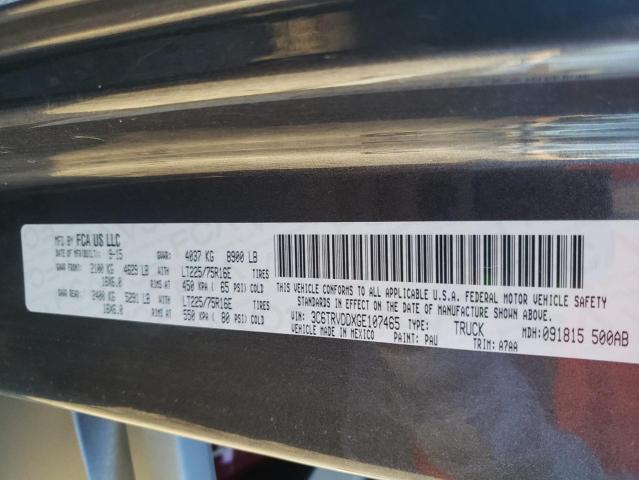 MFD BY FCA US LLC
DATE OF MFR/BUILT: 9-15 GVWR: 4037 KG 8900 LB
GAWR FRONT 2100 KG 4629 LB WITH LT225/75R16E TIRES
16X6.0 450 KPA ( 65 PSI) COLD
GAWR REAR: 2400 KG 5291 LB WITH LT225/75R16E TIRES
16X6.0 550 KPA ( 80 PSI) COLD
THIS VEHICLE CONFORMS TO ALL APPLICABLE U.S.A. FEDERAL MOTOR VEHICLE SAFETY
STANDARDS IN EFFECT ON THE DATE OF MANUFACTURE SHOWN ABOVE.
VIN: 3C6TRVDDXGE107465 TYPE: TRUCK MDH: 091815 500AB
VEHICLE MADE IN MEXICO PAINT: PAU TRIM: A7AA